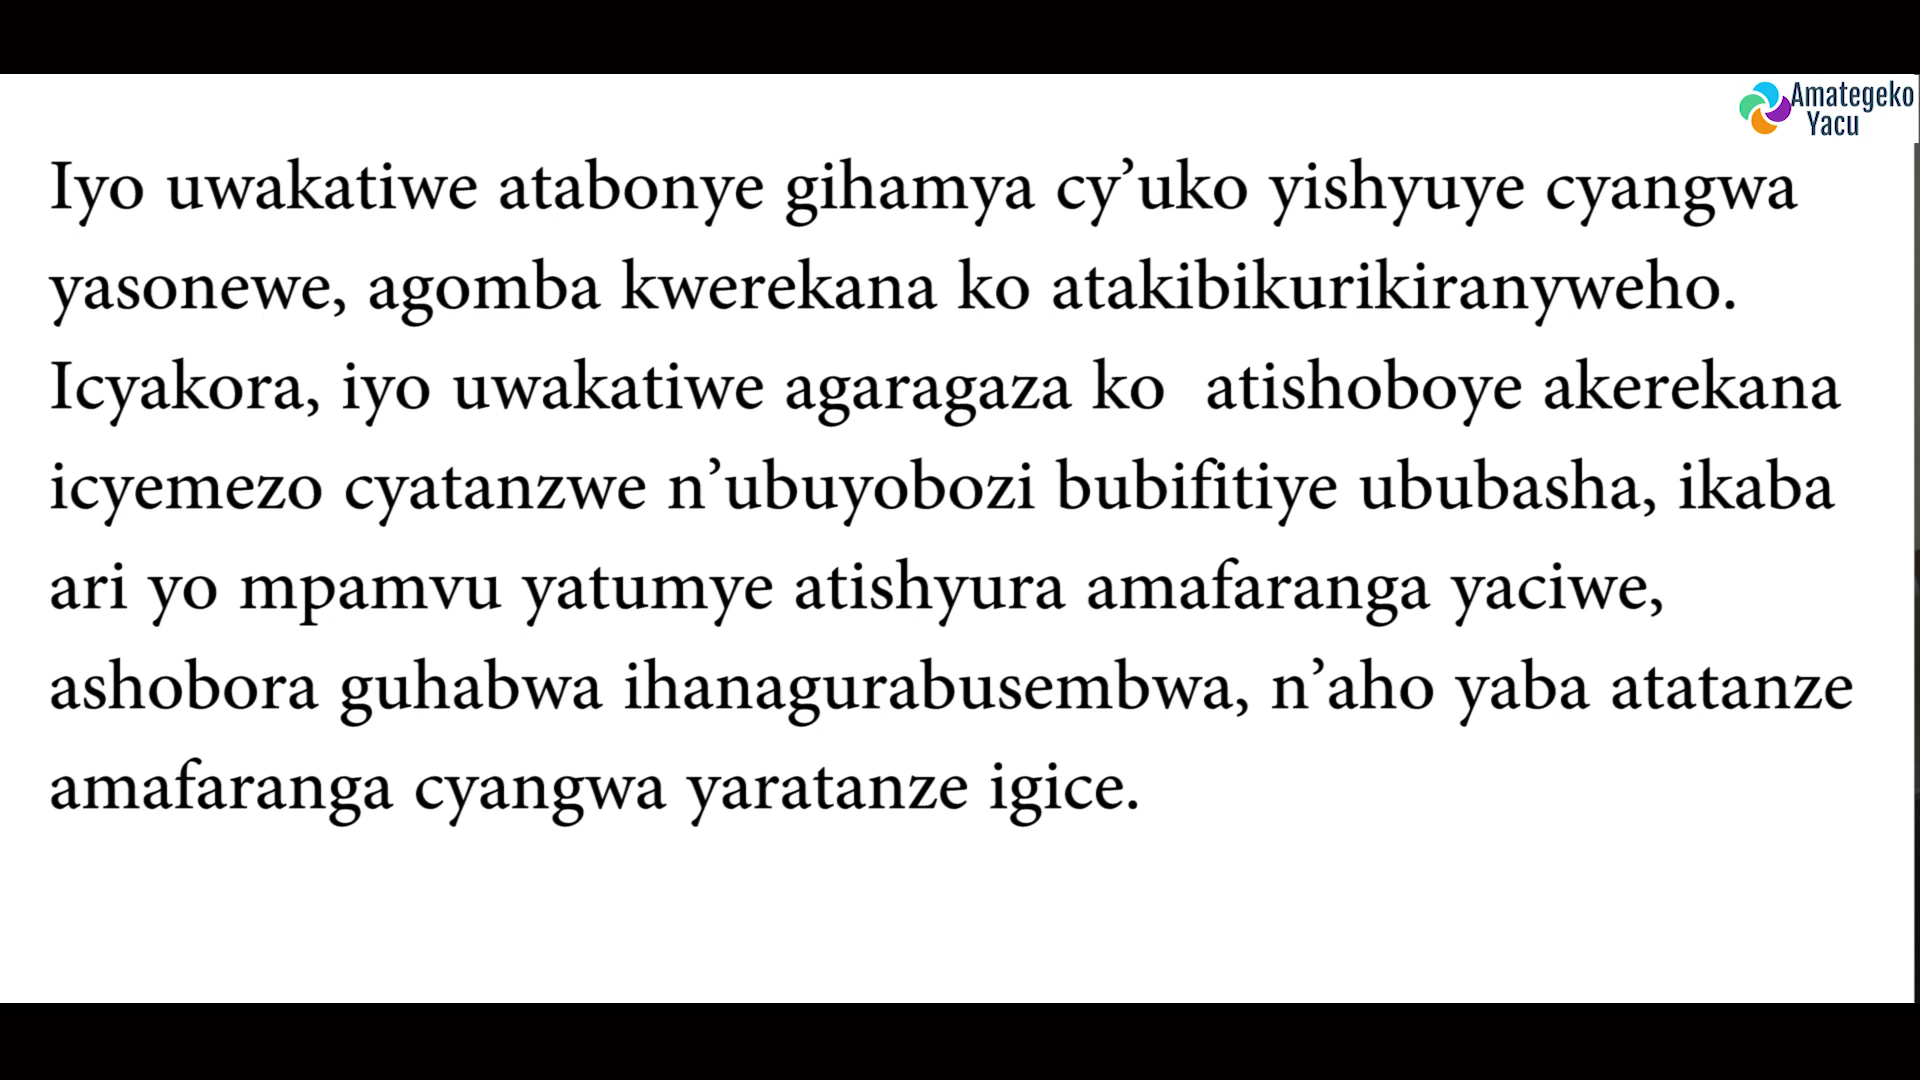 Amategeko
Yacu
Iyo uwakatiwe atabonye gihamya cy’uko yishyuye cyangwa
yasonewe, agomba kwerekana ko atakibikurikiranyweho.
Icyakora, iyo uwakatiwe agaragaza ko atishoboye akerekana
icyemezo cyatanzwe n’ubuyobozi bubifitiye ububasha, ikaba
ari yo mpamvu yatumye atishyura amafaranga yaciwe,
ashobora guhabwa ihanagurabusembwa, n’aho yaba atatanze
amafaranga cyangwa yaratanze igice.